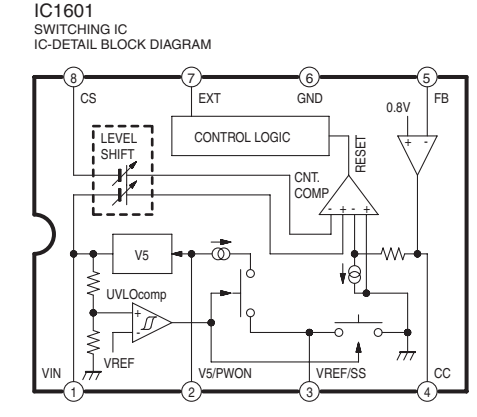 IC1601
SWITCHING IC
IC-DETAIL BLOCK DIAGRAM
8
7
6
5
CS
EXT
GND
FB
0.8V
LEVEL
SHIFT
CONTROL LOGIC
RESET
+ -
CNT.
COMP
- + - +
V5
UVLOcomp
+
-
VREF
VIN
V5/PWON
VREF/SS
CC
1
2
3
4